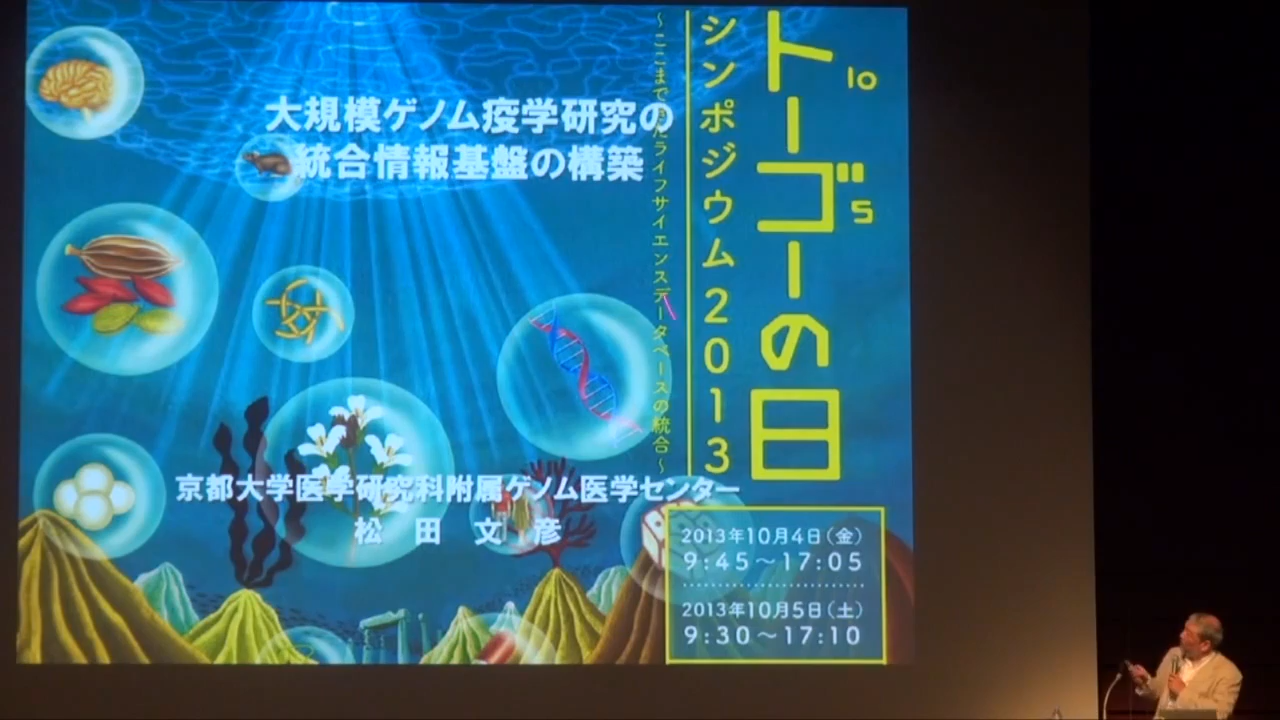 大規模ゲノム疫学研究の
統合情報基盤の構築
京都大学医学研究科附属ゲノム医学センター
松田文彦
トーゴーの日
10
5
シンポジウム2013
～ここまできたライフサイエンスデータベースの統合～
2013年10月4日(金)
9:45～17:05
2013年10月5日(土)
9:30～17:10